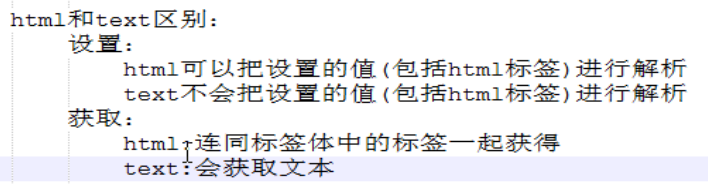 html和text区别:
设置:
html可以把设置的值(包括html标签)进行解析
text不会把设置的值(包括html标签)进行解析
获取:
html:连同标签体中的标签一起获得
text:会获取文本